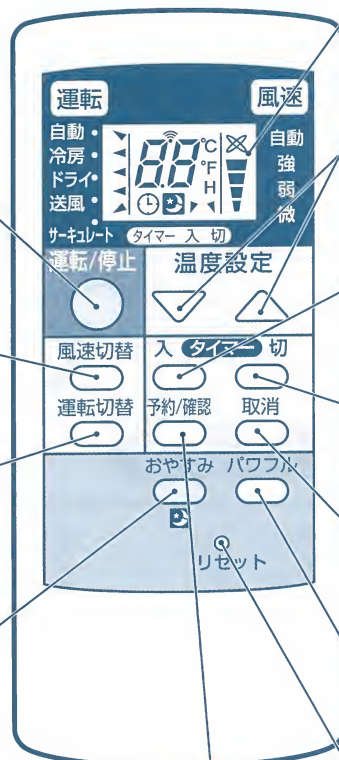 運転 風速
自動 自動
冷房 強
ドライ 弱
送風 微
サーキュレート
8.8 ℃ °F H
タイマー 入 切
運転/停止 温度設定
風速切替 入 タイマー 切
運転切替 予約/確認 取消
おやすみ パワフル
リセット